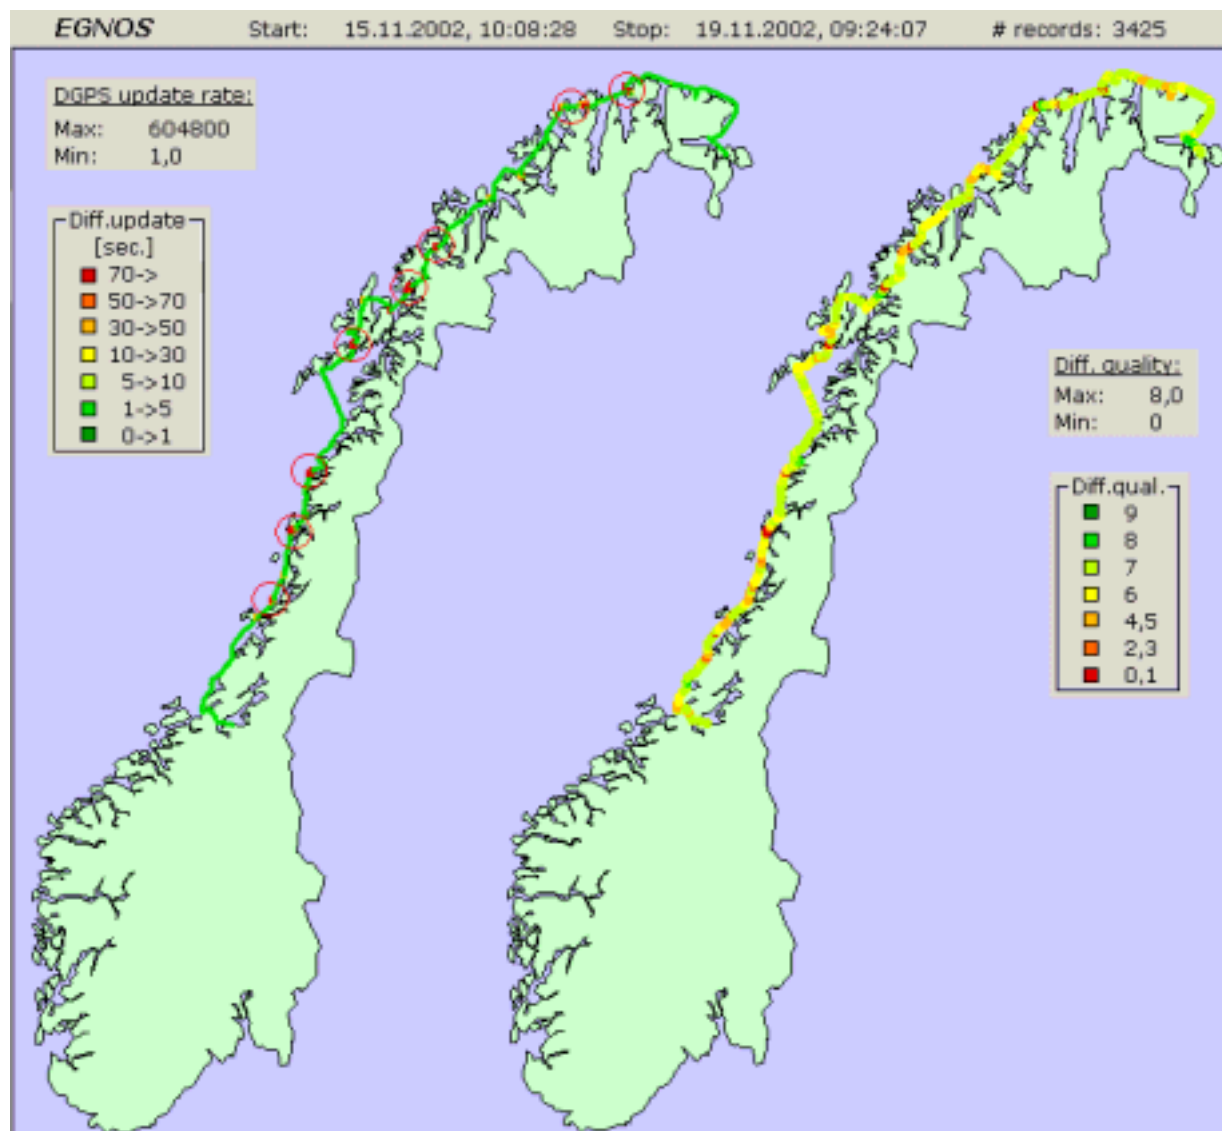 EGNOS Start: 15.11.2002, 10:08:28 Stop: 19.11.2002, 09:24:07 # records: 3425
DGPS update rate:
Max: 604800
Min: 1,0
Diff.update
[sec.]
70->
50->70
30->50
10->30
5->10
1->5
0->1
Diff. quality:
Max: 8,0
Min: 0
Diff.qual.
9
8
7
6
4,5
2,3
0,1